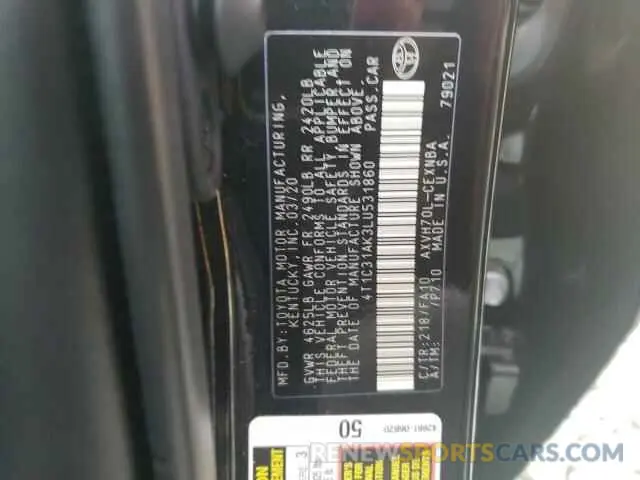 MFD.BY:TOYOTA MOTOR MANUFACTURING,
KENTUCKY, INC.03/20
GVWR 4625LB GAWR FR 2490LB RR 2420LB
THIS VEHICLE CONFORMS TO ALL APPLICABLE
FEDERAL MOTOR VEHICLE SAFETY, BUMPER AND
THEFT PREVENTION STANDARDS IN EFFECT ON
THE DATE OF MANUFACTURE SHOWN ABOVE.
4T1C31AK3LU531860 PASS.CAR
C/TR:218/FA10 AXVH70L-CEXNBA
A/TM: /P710 MADE IN U.S.A. 79021
50
RENEWEDFROMSALVAGEAUTOS.COM